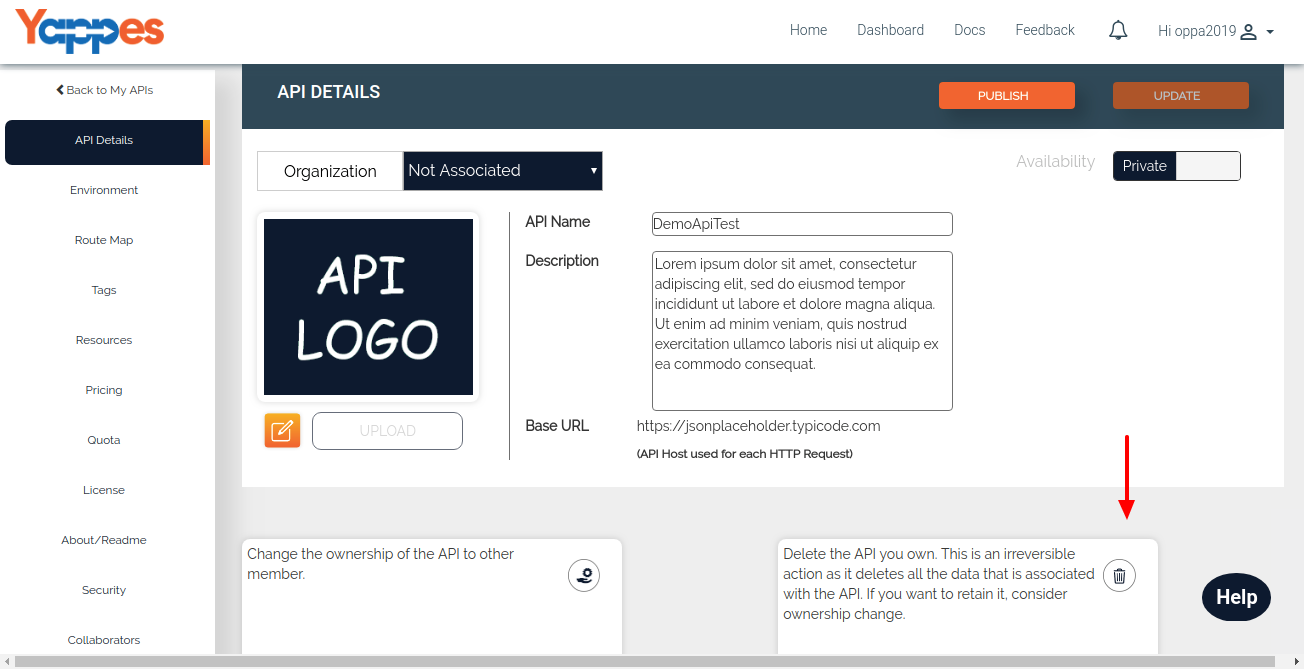 Yappes
Home Dashboard Docs Feedback Hi oppa2019
Back to My APIs
API Details
Environment
Route Map
Tags
Resources
Pricing
Quota
License
About/Readme
Security
Collaborators
API DETAILS
PUBLISH UPDATE
Organization Not Associated
Availability Private
API LOGO
UPLOAD
API Name DemoApiTest
Description
Lorem ipsum dolor sit amet, consectetur
adipiscing elit, sed do eiusmod tempor
incididunt ut labore et dolore magna aliqua.
Ut enim ad minim veniam, quis nostrud
exercitation ullamco laboris nisi ut aliquip ex
ea commodo consequat.
Base URL https://jsonplaceholder.typicode.com
(API Host used for each HTTP Request)
Change the ownership of the API to other
member.
Delete the API you own. This is an irreversible
action as it deletes all the data that is associated
with the API. If you want to retain it, consider
ownership change.
Help